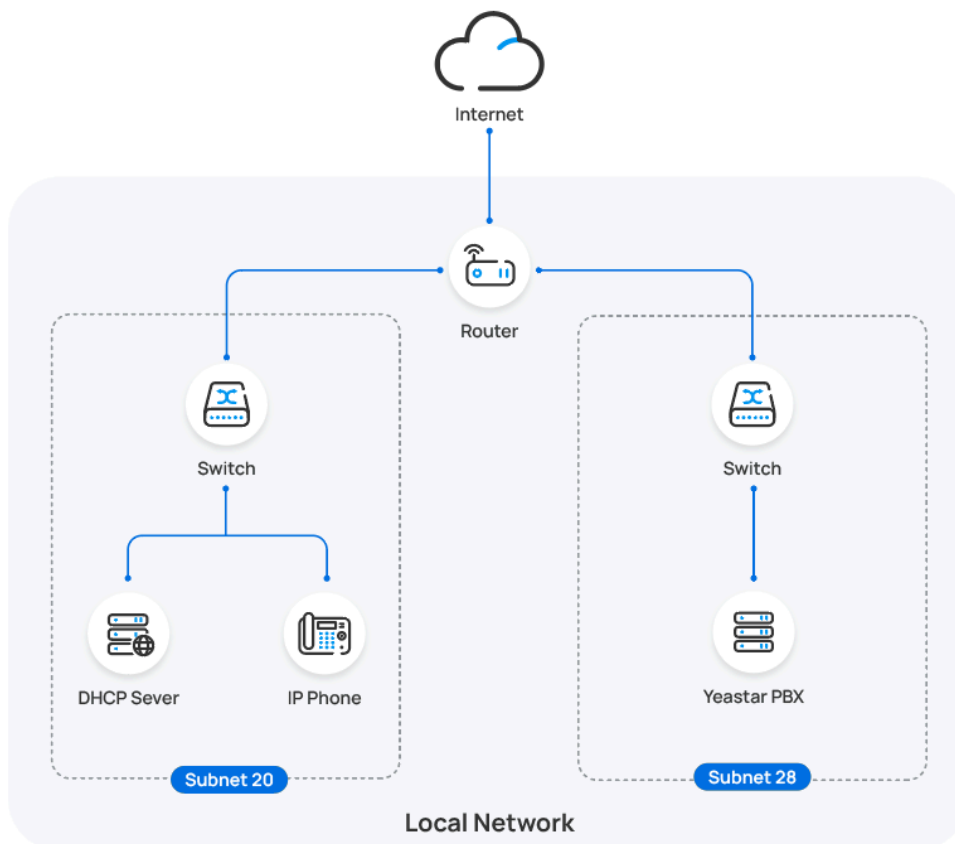 Internet
Router
Switch
Switch
DHCP Sever
IP Phone
Yeastar PBX
Subnet 20
Subnet 28
Local Network